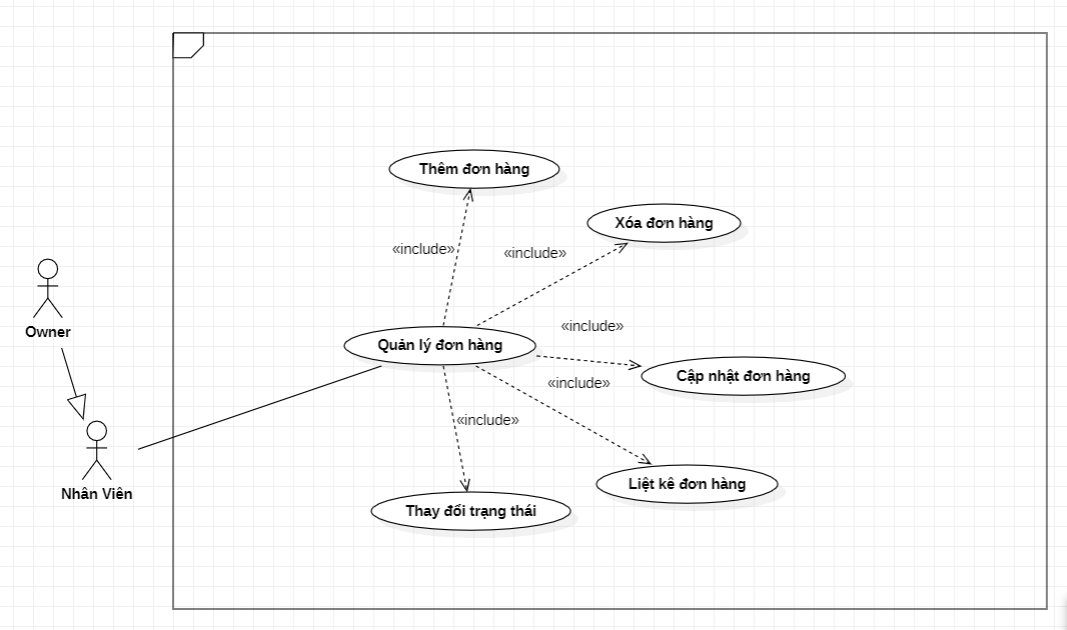 Thêm đơn hàng
Xóa đơn hàng
«include»
«include»
Owner
«include»
Quản lý đơn hàng
Cập nhật đơn hàng
«include»
«include»
Nhân Viên
Liệt kê đơn hàng
Thay đổi trạng thái